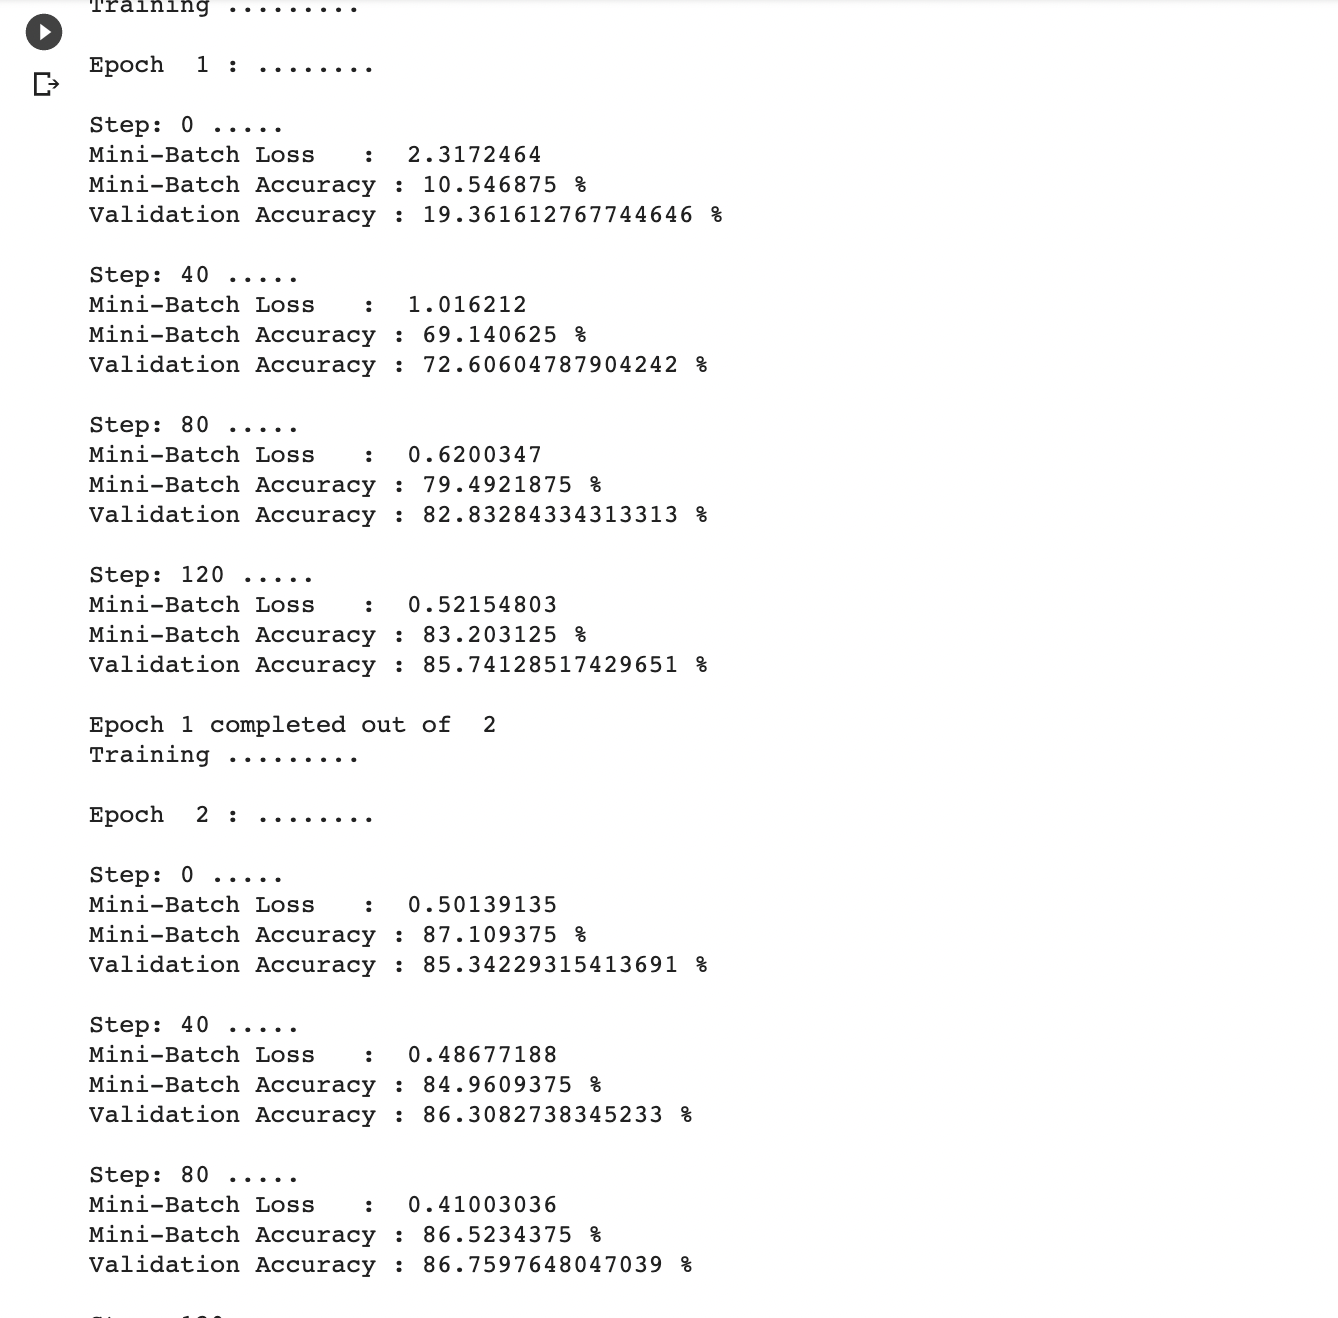 Training .........
Epoch  1 : ........
Step: 0 .....
Mini-Batch Loss   :  2.3172464
Mini-Batch Accuracy : 10.546875 %
Validation Accuracy : 19.361612767744646 %
Step: 40 .....
Mini-Batch Loss   :  1.016212
Mini-Batch Accuracy : 69.140625 %
Validation Accuracy : 72.60604787904242 %
Step: 80 .....
Mini-Batch Loss   :  0.6200347
Mini-Batch Accuracy : 79.4921875 %
Validation Accuracy : 82.83284334313313 %
Step: 120 .....
Mini-Batch Loss   :  0.52154803
Mini-Batch Accuracy : 83.203125 %
Validation Accuracy : 85.74128517429651 %
Epoch 1 completed out of  2
Training .........
Epoch  2 : ........
Step: 0 .....
Mini-Batch Loss   :  0.50139135
Mini-Batch Accuracy : 87.109375 %
Validation Accuracy : 85.34229315413691 %
Step: 40 .....
Mini-Batch Loss   :  0.48677188
Mini-Batch Accuracy : 84.9609375 %
Validation Accuracy : 86.3082738345233 %
Step: 80 .....
Mini-Batch Loss   :  0.41003036
Mini-Batch Accuracy : 86.5234375 %
Validation Accuracy : 86.7597648047039 %